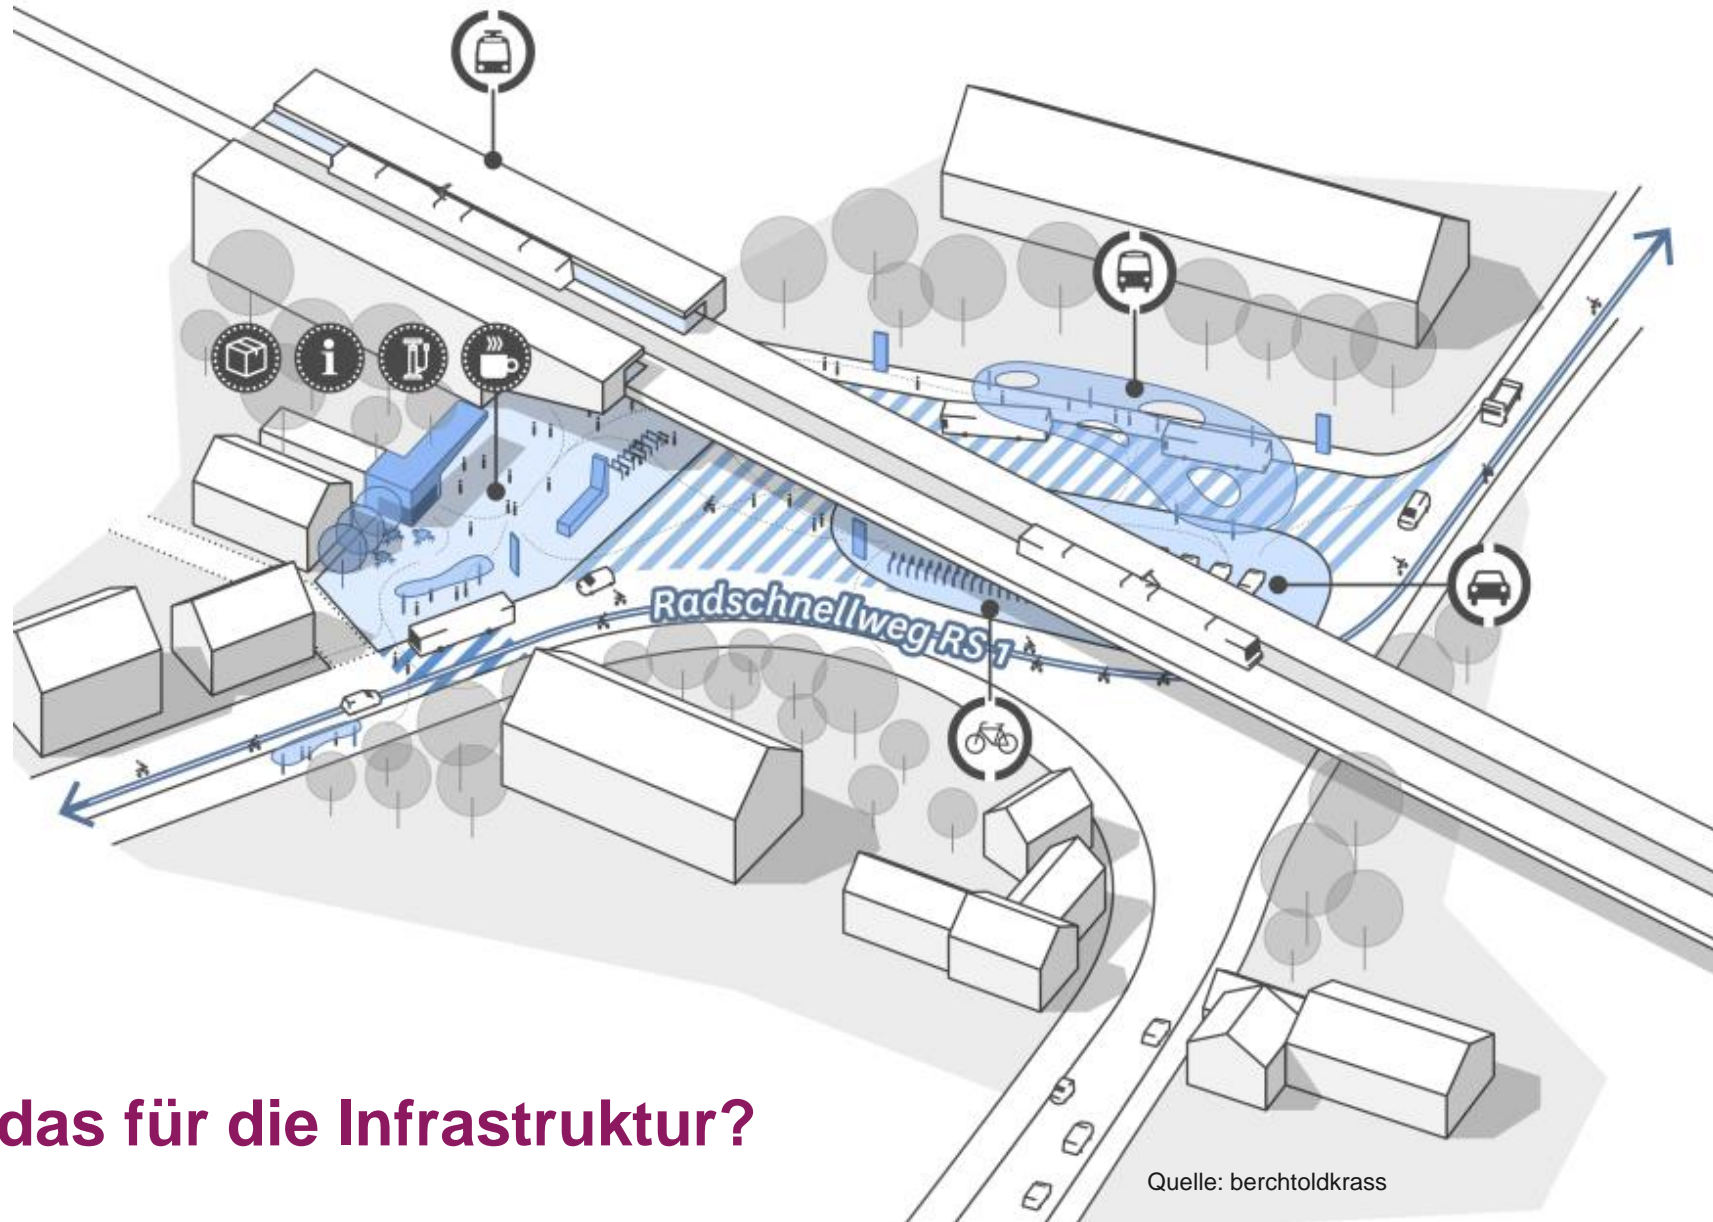 Radschnellweg RS 1
das für die Infrastruktur?
Quelle: berchtoldkrass